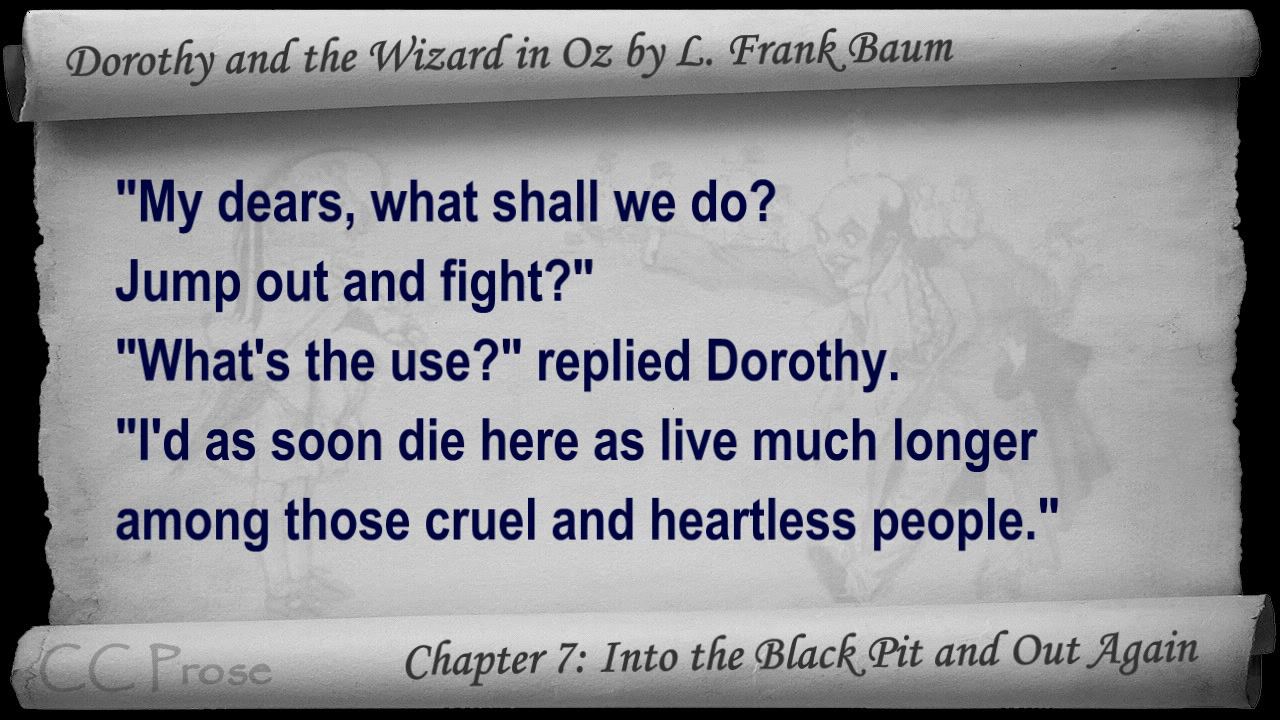 Dorothy and the Wizard in Oz by L. Frank Baum
"My dears, what shall we do?
Jump out and fight?"
"What's the use?" replied Dorothy.
"I'd as soon die here as live much longer
among those cruel and heartless people."
CC Prose
Chapter 7: Into the Black Pit and Out Again